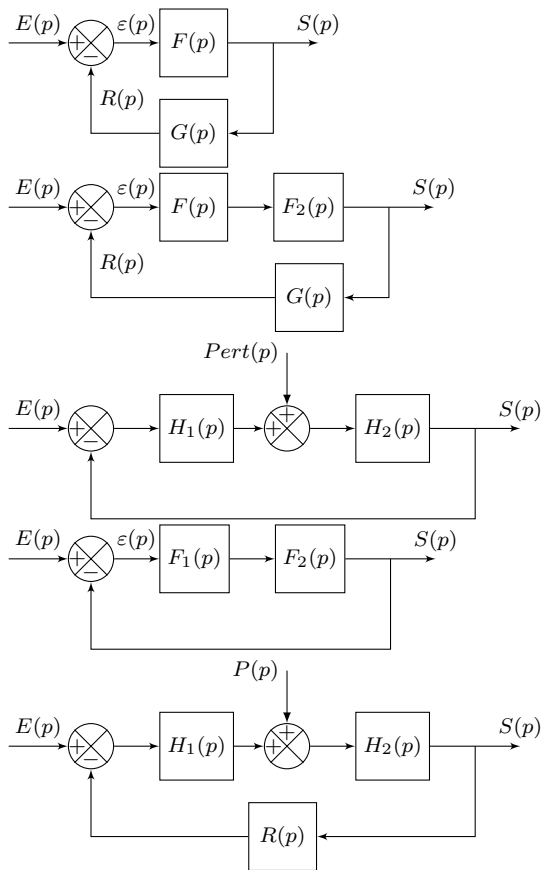 E(p) + − ε(p) F(p) S(p)
R(p) G(p)
E(p) + − ε(p) F(p) F₂(p) S(p)
R(p) G(p)
Pert(p)
E(p) + − H₁(p) + + H₂(p) S(p)
E(p) + − ε(p) F₁(p) F₂(p) S(p)
P(p)
E(p) + − H₁(p) + + H₂(p) S(p)
R(p)